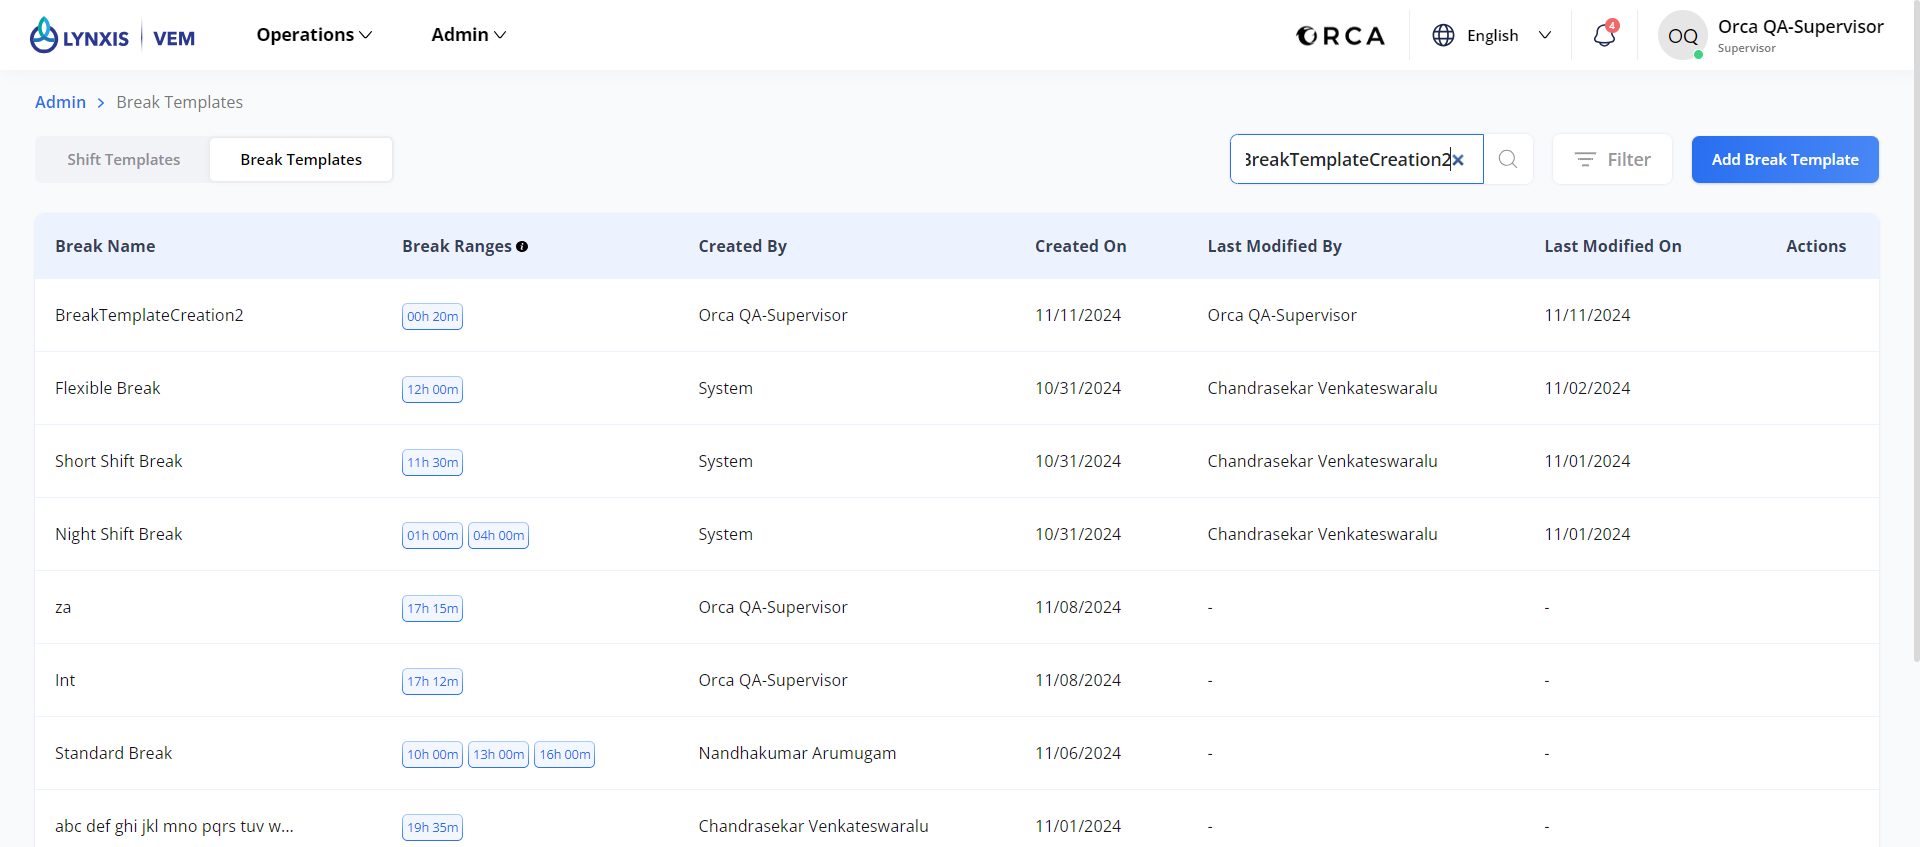 LYNXIS VEM Operations Admin ORCA English 4 OQ Orca QA-Supervisor
Supervisor
Admin > Break Templates
Shift Templates Break Templates BreakTemplateCreation2 Filter Add Break Template
Break Name Break Ranges Created By Created On Last Modified By Last Modified On Actions
BreakTemplateCreation2 00h 20m Orca QA-Supervisor 11/11/2024 Orca QA-Supervisor 11/11/2024
Flexible Break 12h 00m System 10/31/2024 Chandrasekar Venkateswaralu 11/02/2024
Short Shift Break 11h 30m System 10/31/2024 Chandrasekar Venkateswaralu 11/01/2024
Night Shift Break 01h 00m 04h 00m System 10/31/2024 Chandrasekar Venkateswaralu 11/01/2024
za 17h 15m Orca QA-Supervisor 11/08/2024 - -
Int 17h 12m Orca QA-Supervisor 11/08/2024 - -
Standard Break 10h 00m 13h 00m 16h 00m Nandhakumar Arumugam 11/06/2024 - -
abc def ghi jkl mno pqrs tuv w... 19h 35m Chandrasekar Venkateswaralu 11/01/2024 - -